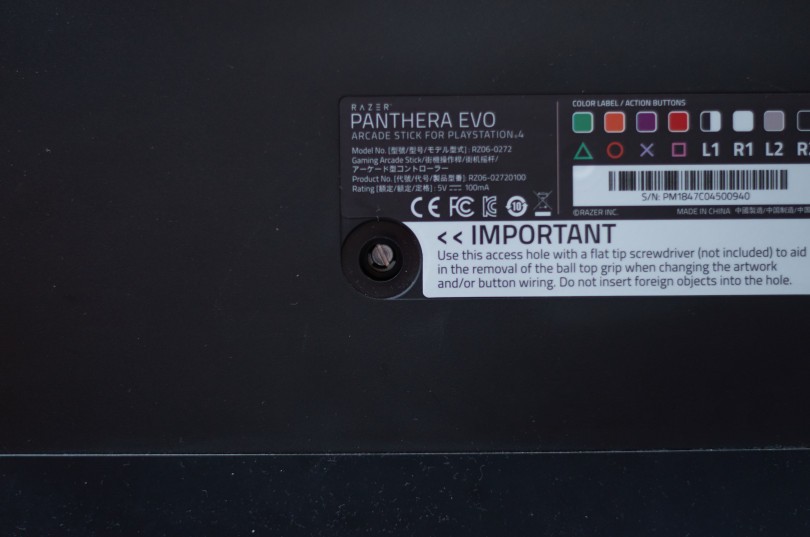 RAZER™
PANTHERA EVO
ARCADE STICK FOR PLAYSTATION®4
Model No. [型號/型号/モデル型式] : RZ06-0272
Gaming Arcade Stick/街機操作桿/街机摇杆/
アーケード型コントローラー
Product No. [代號/代号/製品型番] : RZ06-02720100
Rating [額定/额定/定格] : 5V 100mA
CE FC 10
COLOR LABEL / ACTION BUTTONS
L1 R1 L2
S/N: PM1847C04500940
©RAZER INC. MADE IN CHINA 中國製造/中国制造/
<< IMPORTANT
Use this access hole with a flat tip screwdriver (not included) to aid
in the removal of the ball top grip when changing the artwork
and/or button wiring. Do not insert foreign objects into the hole.